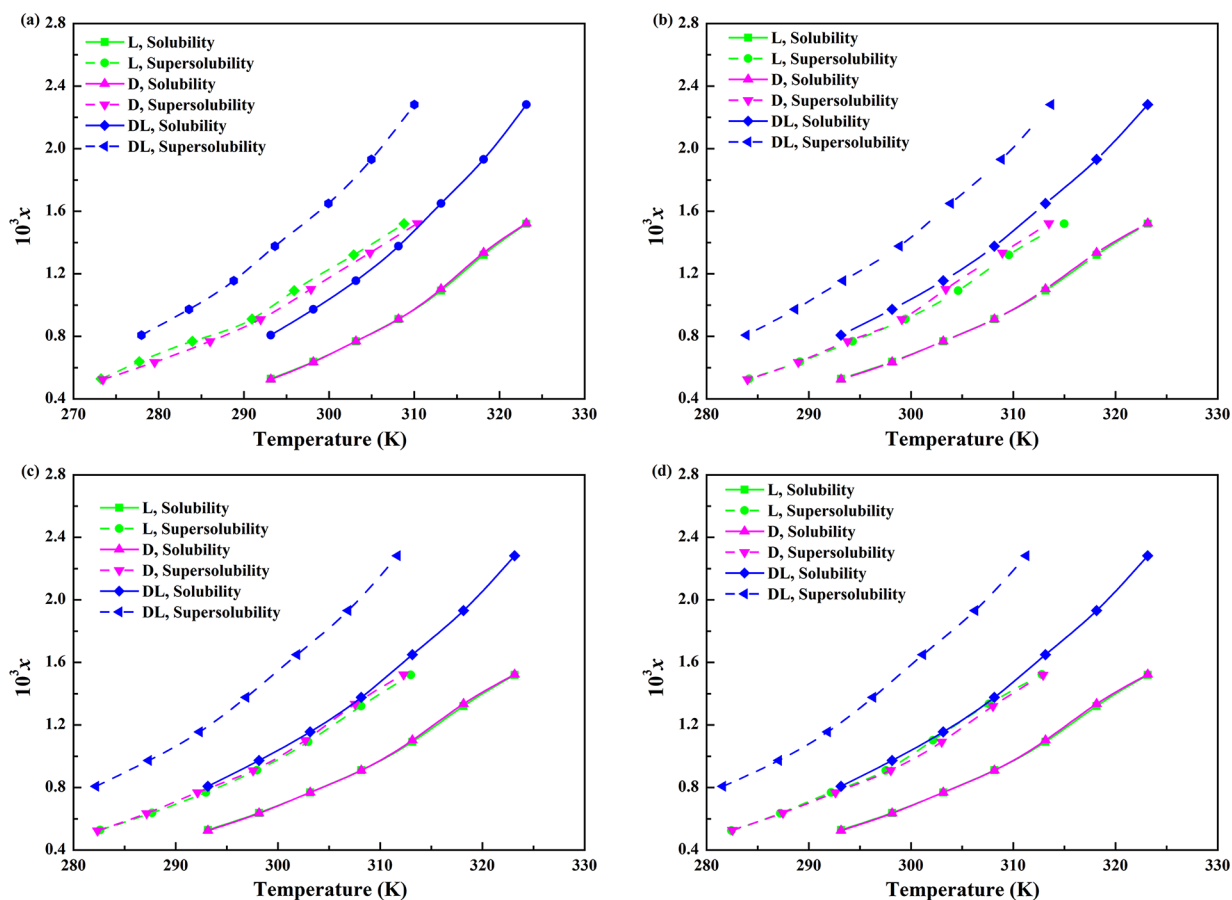 (a)
2.8
2.4
2.0
1.6
1.2
0.8
0.4
10³x
L, Solubility
L, Supersolubility
D, Solubility
D, Supersolubility
DL, Solubility
DL, Supersolubility
270 280 290 300 310 320 330
Temperature (K)
(b)
2.8
2.4
2.0
1.6
1.2
0.8
0.4
10³x
L, Solubility
L, Supersolubility
D, Solubility
D, Supersolubility
DL, Solubility
DL, Supersolubility
280 290 300 310 320 330
Temperature (K)
(c)
2.8
2.4
2.0
1.6
1.2
0.8
0.4
10³x
L, Solubility
L, Supersolubility
D, Solubility
D, Supersolubility
DL, Solubility
DL, Supersolubility
280 290 300 310 320 330
Temperature (K)
(d)
2.8
2.4
2.0
1.6
1.2
0.8
0.4
10³x
L, Solubility
L, Supersolubility
D, Solubility
D, Supersolubility
DL, Solubility
DL, Supersolubility
280 290 300 310 320 330
Temperature (K)